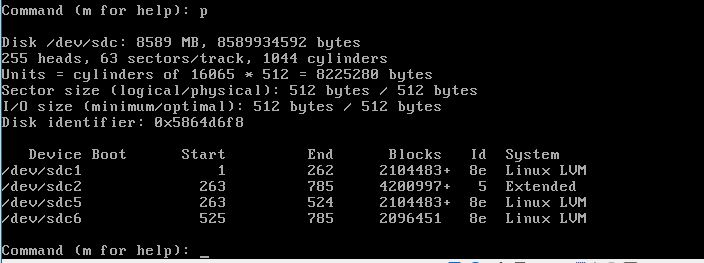 Command (m for help): p
Disk /dev/sdc: 8589 MB, 8589934592 bytes
255 heads, 63 sectors/track, 1044 cylinders
Units = cylinders of 16065 * 512 = 8225280 bytes
Sector size (logical/physical): 512 bytes / 512 bytes
I/O size (minimum/optimal): 512 bytes / 512 bytes
Disk identifier: 0x5864d6f8
Device Boot Start End Blocks Id System
/dev/sdc1 1 262 2104483+ 8e Linux LVM
/dev/sdc2 263 785 4200997+ 5 Extended
/dev/sdc5 263 524 2104483+ 8e Linux LVM
/dev/sdc6 525 785 2096451 8e Linux LVM
Command (m for help): _